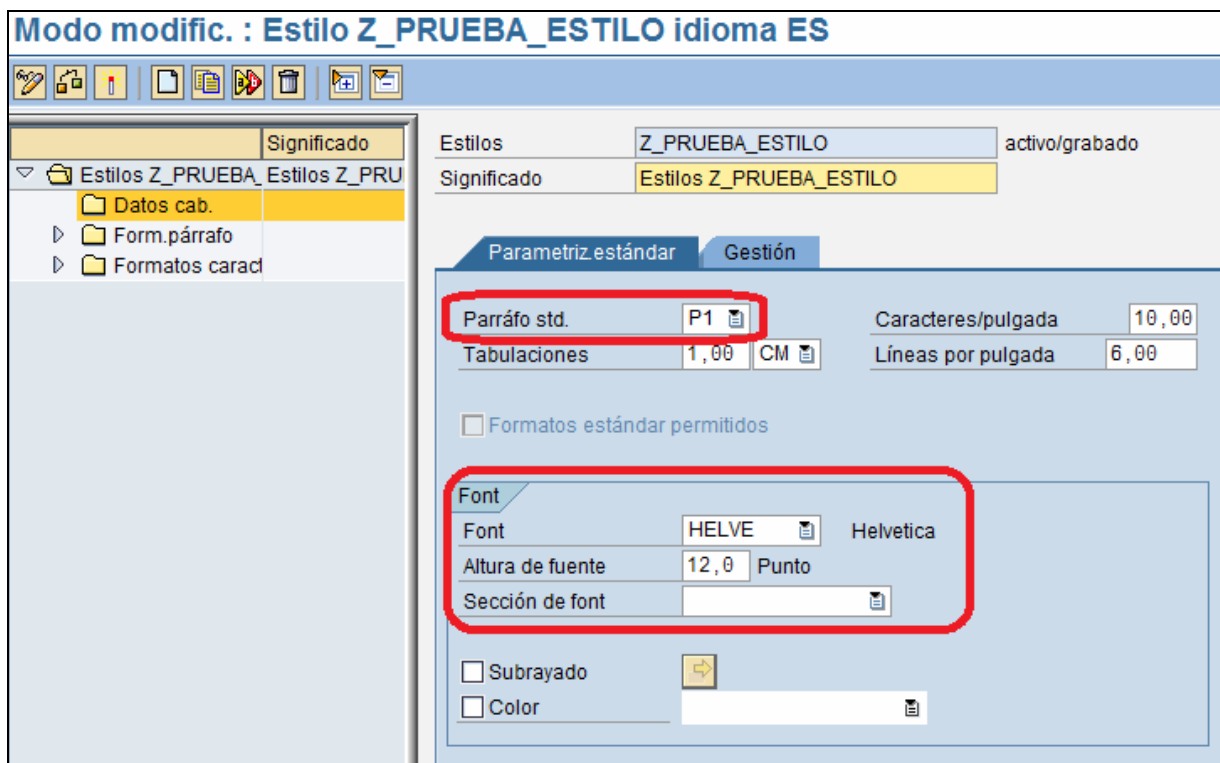 Modo modific. : Estilo Z_PRUEBA_ESTILO idioma ES
Significado
Estilos Z_PRUEBA_ Estilos Z_PRU
Datos cab.
Form.párrafo
Formatos caract
Estilos Z_PRUEBA_ESTILO activo/grabado
Significado Estilos Z_PRUEBA_ESTILO
Parametriz.estándar Gestión
Parráfo std. P1 Caracteres/pulgada 10,00
Tabulaciones 1,00 CM Líneas por pulgada 6,00
Formatos estándar permitidos
Font
Font HELVE Helvetica
Altura de fuente 12,0 Punto
Sección de font
Subrayado
Color